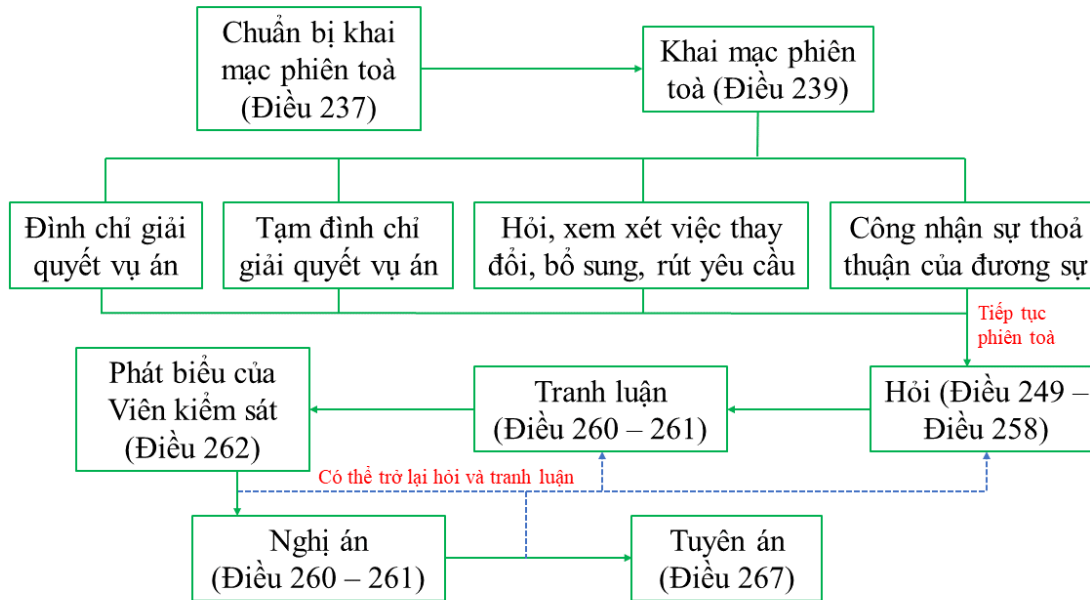 Chuẩn bị khai
mạc phiên toà
(Điều 237)
Khai mạc phiên
toà (Điều 239)
Đình chỉ giải
quyết vụ án
Tạm đình chỉ
giải quyết vụ án
Hỏi, xem xét việc thay
đổi, bổ sung, rút yêu cầu
Công nhận sự thoả
thuận của đương sự
Tiếp tục
phiên toà
Phát biểu của
Viên kiểm sát
(Điều 262)
Tranh luận
(Điều 260 – 261)
Hỏi (Điều 249 –
Điều 258)
Có thể trở lại hỏi và tranh luận
Nghị án
(Điều 260 – 261)
Tuyên án
(Điều 267)